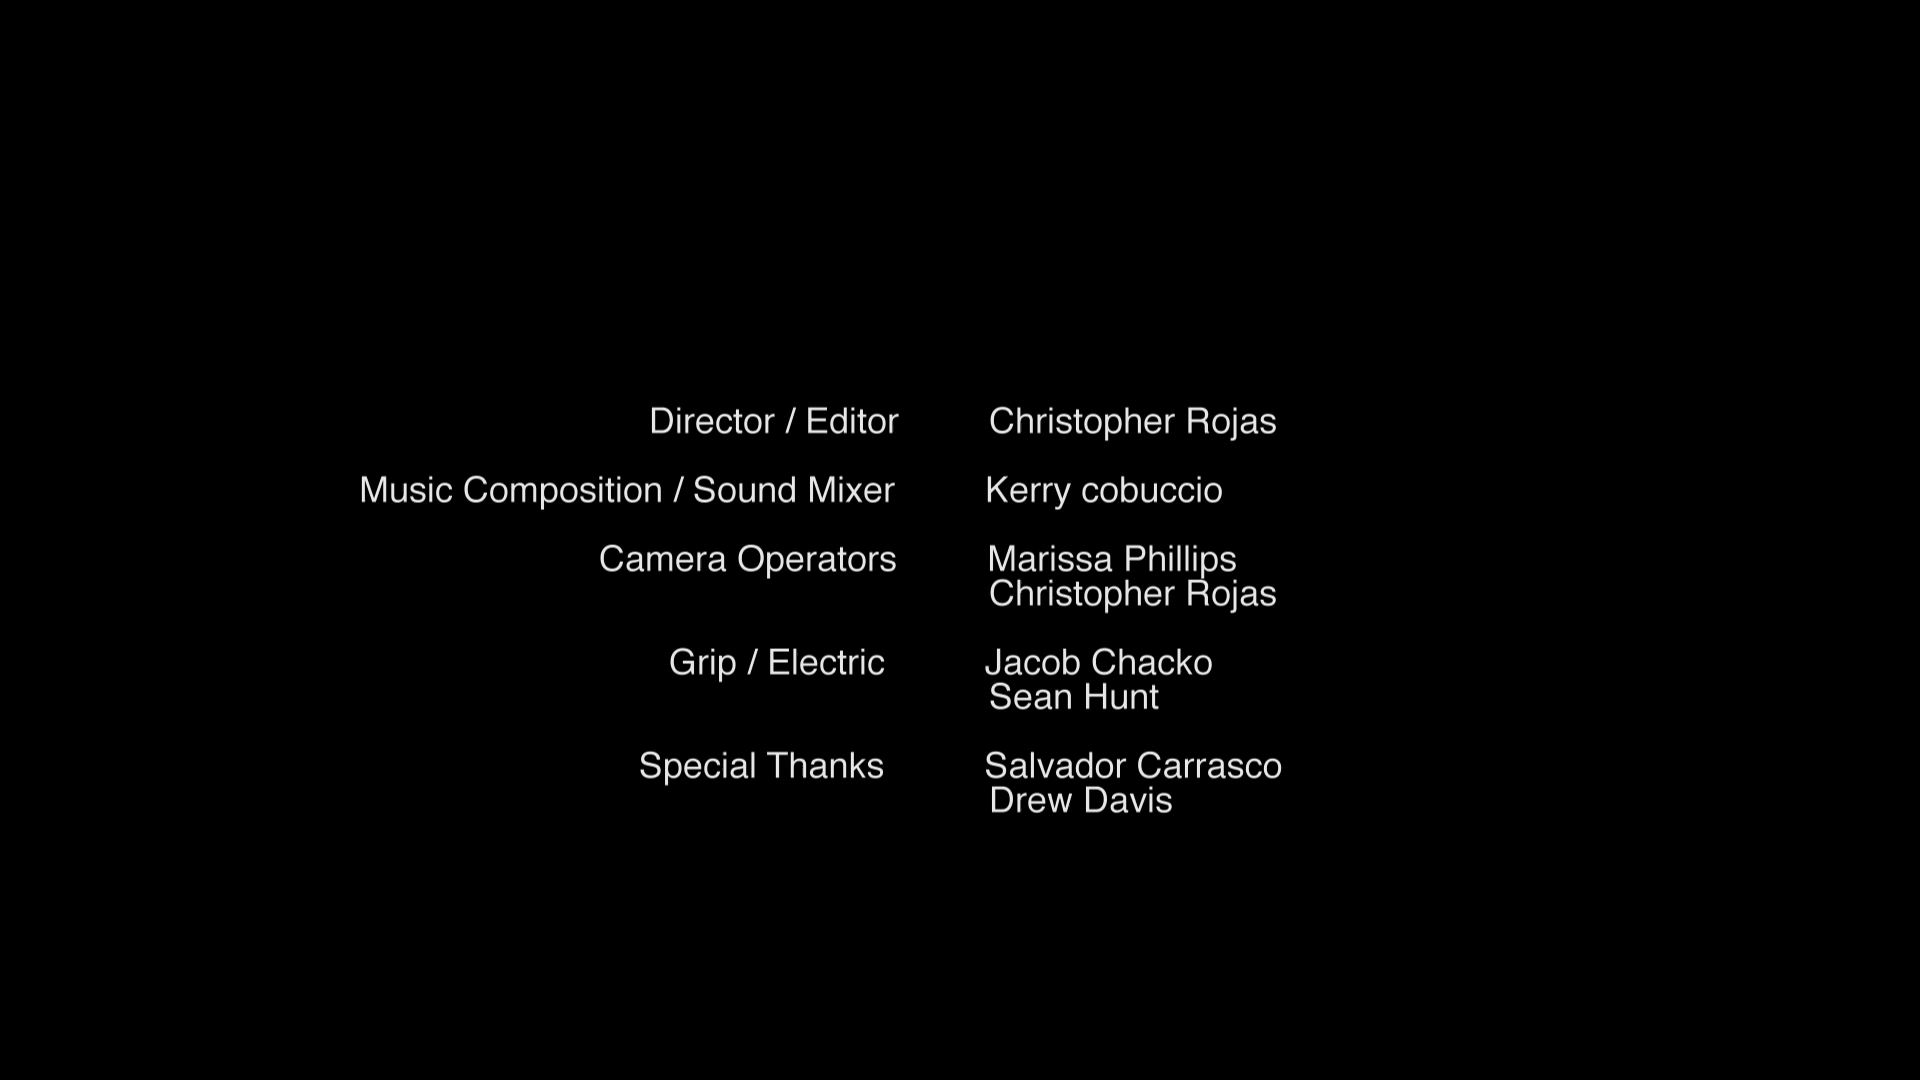 Director / Editor Christopher Rojas
Music Composition / Sound Mixer Kerry cobuccio
Camera Operators Marissa Phillips
Christopher Rojas
Grip / Electric Jacob Chacko
Sean Hunt
Special Thanks Salvador Carrasco
Drew Davis